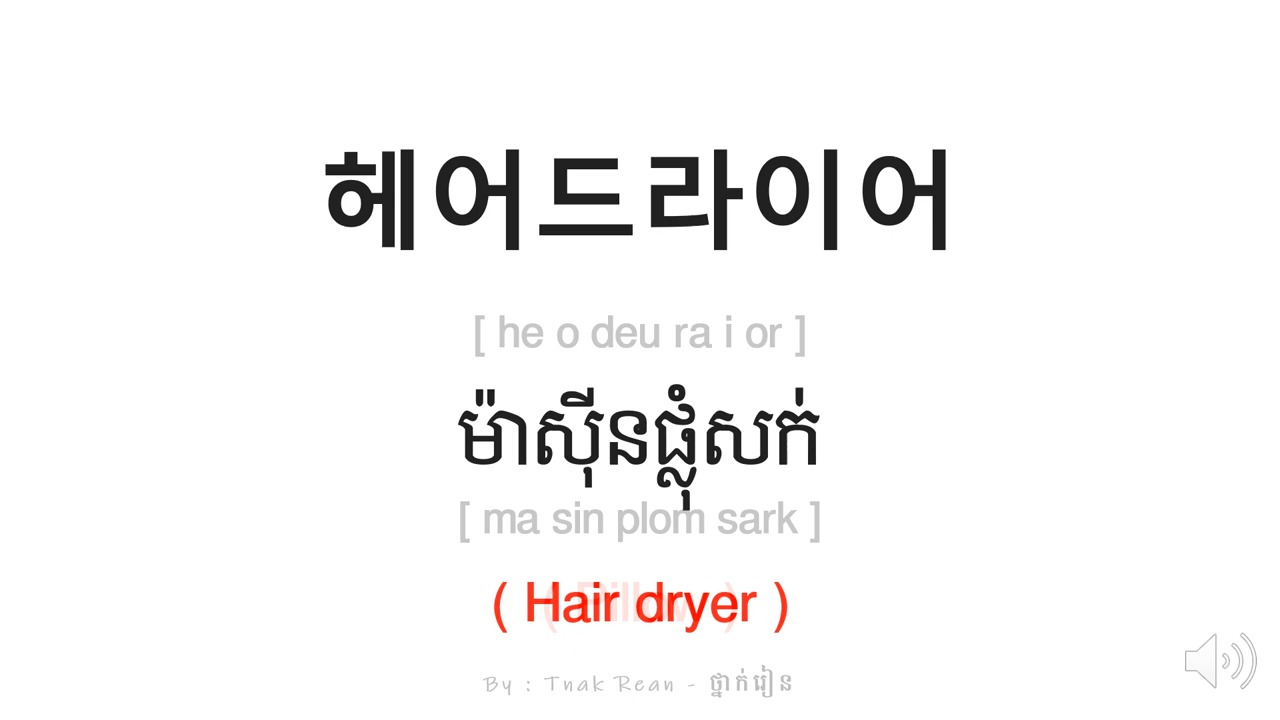 헤어드라이어
[ he o deu ra i or ]
ម៉ាស៊ីនផ្លុំសក់
[ ma sin plom sark ]
( Hair dryer )
By : Tnak Rean - ថ្នាក់រៀន